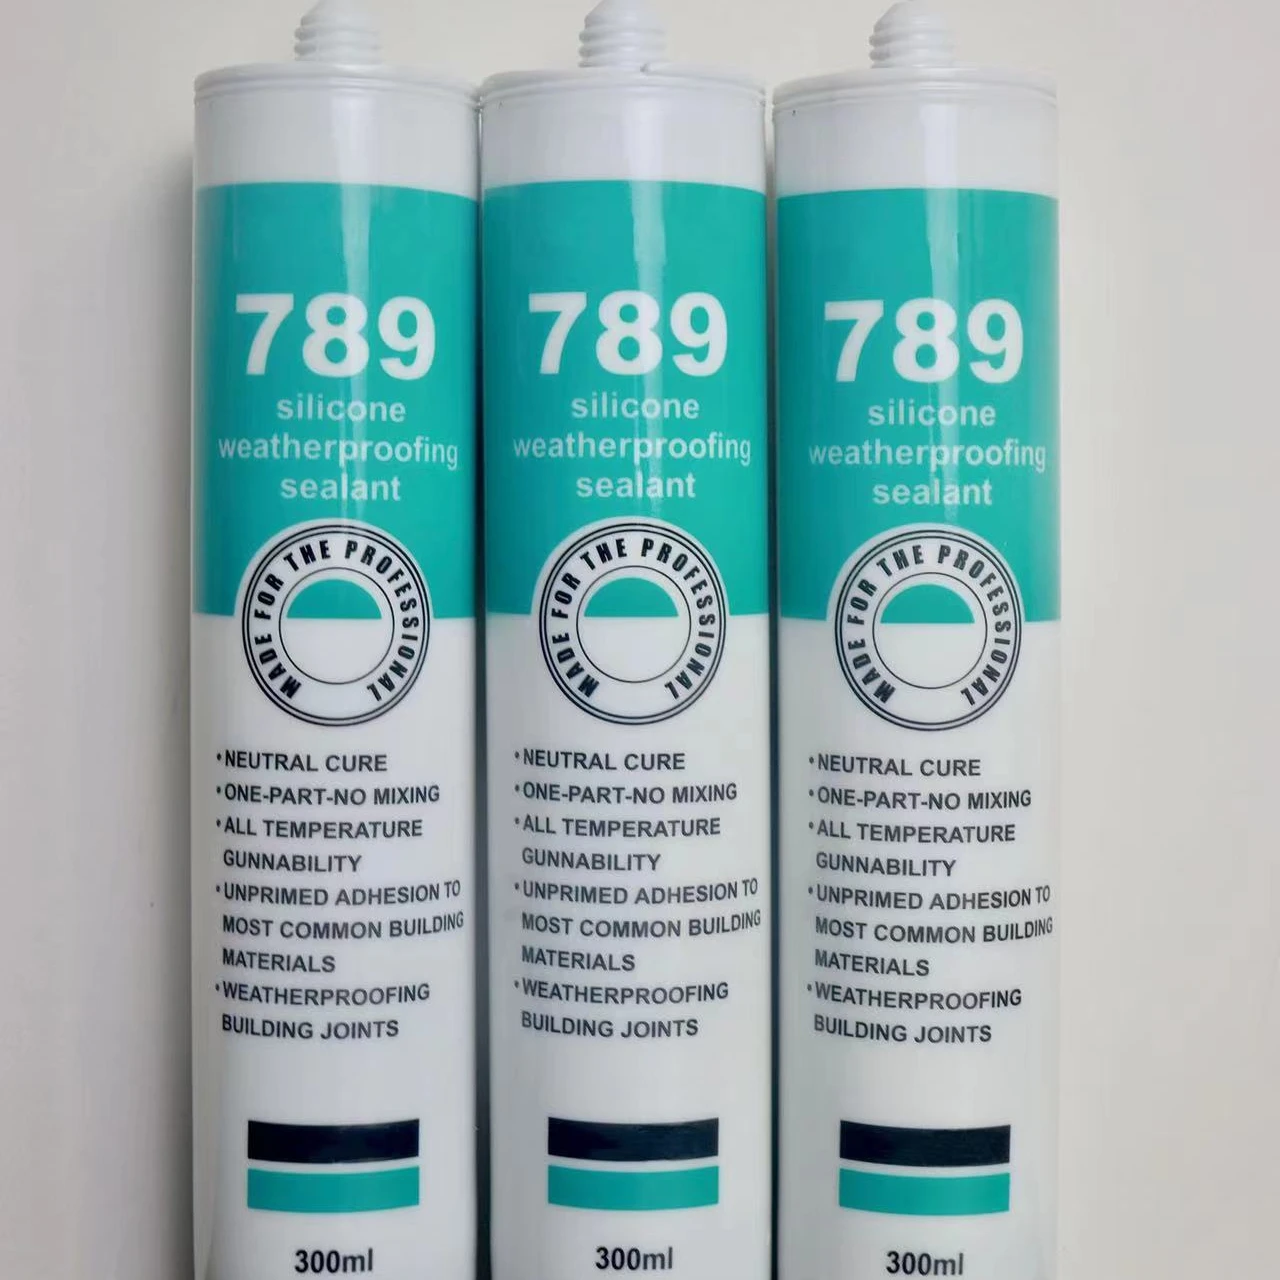 789
silicone
weatherproofing
sealant
MADE FOR THE PROFESSIONAL
•NEUTRAL CURE
•ONE-PART-NO MIXING
•ALL TEMPERATURE
GUNNABILITY
•UNPRIMED ADHESION TO
MOST COMMON BUILDING
MATERIALS
•WEATHERPROOFING
BUILDING JOINTS
300ml
789
silicone
weatherproofing
sealant
MADE FOR THE PROFESSIONAL
•NEUTRAL CURE
•ONE-PART-NO MIXING
•ALL TEMPERATURE
GUNNABILITY
•UNPRIMED ADHESION TO
MOST COMMON BUILDING
MATERIALS
•WEATHERPROOFING
BUILDING JOINTS
300ml
789
silicone
weatherproofing
sealant
MADE FOR THE PROFESSIONAL
•NEUTRAL CURE
•ONE-PART-NO MIXING
•ALL TEMPERATURE
GUNNABILITY
•UNPRIMED ADHESION TO
MOST COMMON BUILDING
MATERIALS
•WEATHERPROOFING
BUILDING JOINTS
300ml